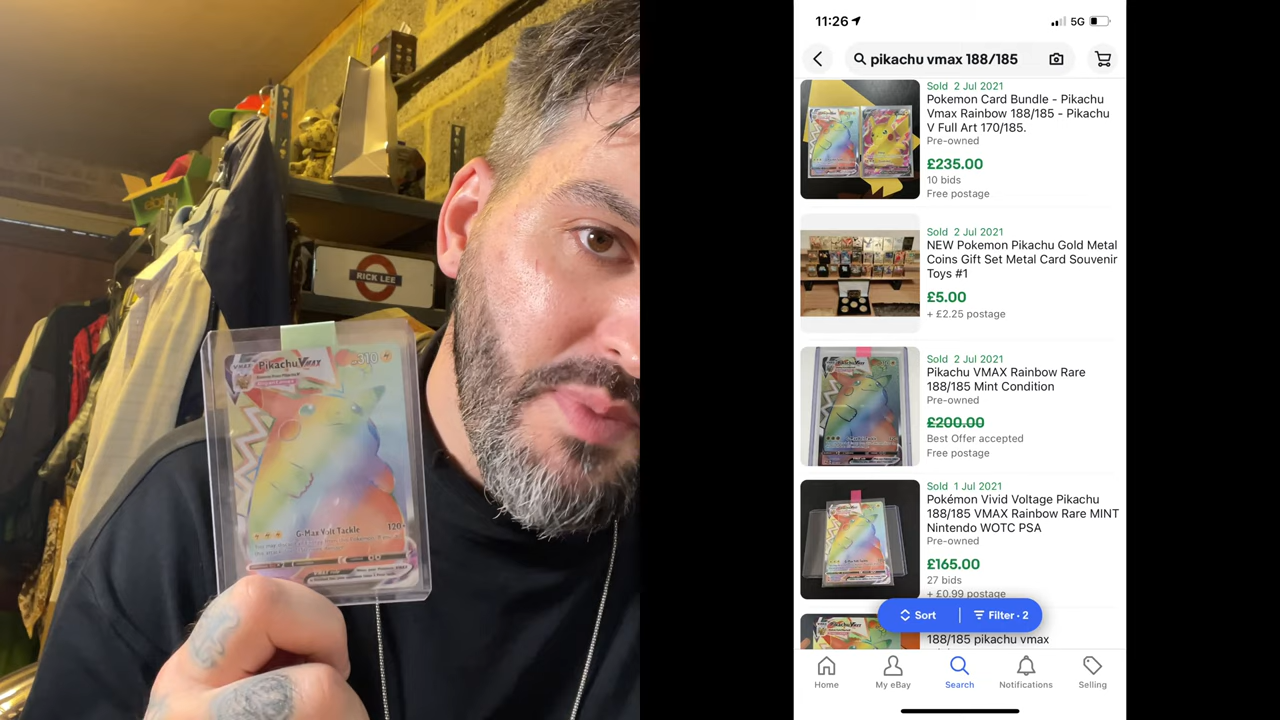 RICK LEE
Pikachu VMAX
310
G-Max Volt Tackle
120+
11:26
5G
pikachu vmax 188/185
Sold 2 Jul 2021
Pokemon Card Bundle - Pikachu
Vmax Rainbow 188/185 - Pikachu
V Full Art 170/185.
Pre-owned
£235.00
10 bids
Free postage
Sold 2 Jul 2021
NEW Pokemon Pikachu Gold Metal
Coins Gift Set Metal Card Souvenir
Toys #1
£5.00
+ £2.25 postage
Sold 2 Jul 2021
Pikachu VMAX Rainbow Rare
188/185 Mint Condition
Pre-owned
£200.00
Best Offer accepted
Free postage
Sold 1 Jul 2021
Pokémon Vivid Voltage Pikachu
188/185 VMAX Rainbow Rare MINT
Nintendo WOTC PSA
Pre-owned
£165.00
27 bids
+ £0.99 postage
Sort
Filter · 2
188/185 pikachu vmax
Home
My eBay
Search
Notifications
Selling